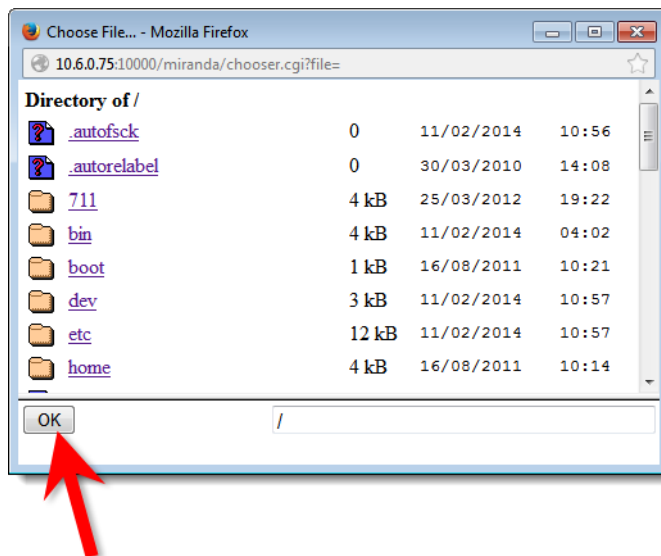 Choose File... - Mozilla Firefox
10.6.0.75:10000/miranda/chooser.cgi?file=
Directory of /
.autofsck 0 11/02/2014 10:56
.autorelabel 0 30/03/2010 14:08
711 4 kB 25/03/2012 19:22
bin 4 kB 11/02/2014 04:02
boot 1 kB 16/08/2011 10:21
dev 3 kB 11/02/2014 10:57
etc 12 kB 11/02/2014 10:57
home 4 kB 16/08/2011 10:14
OK /